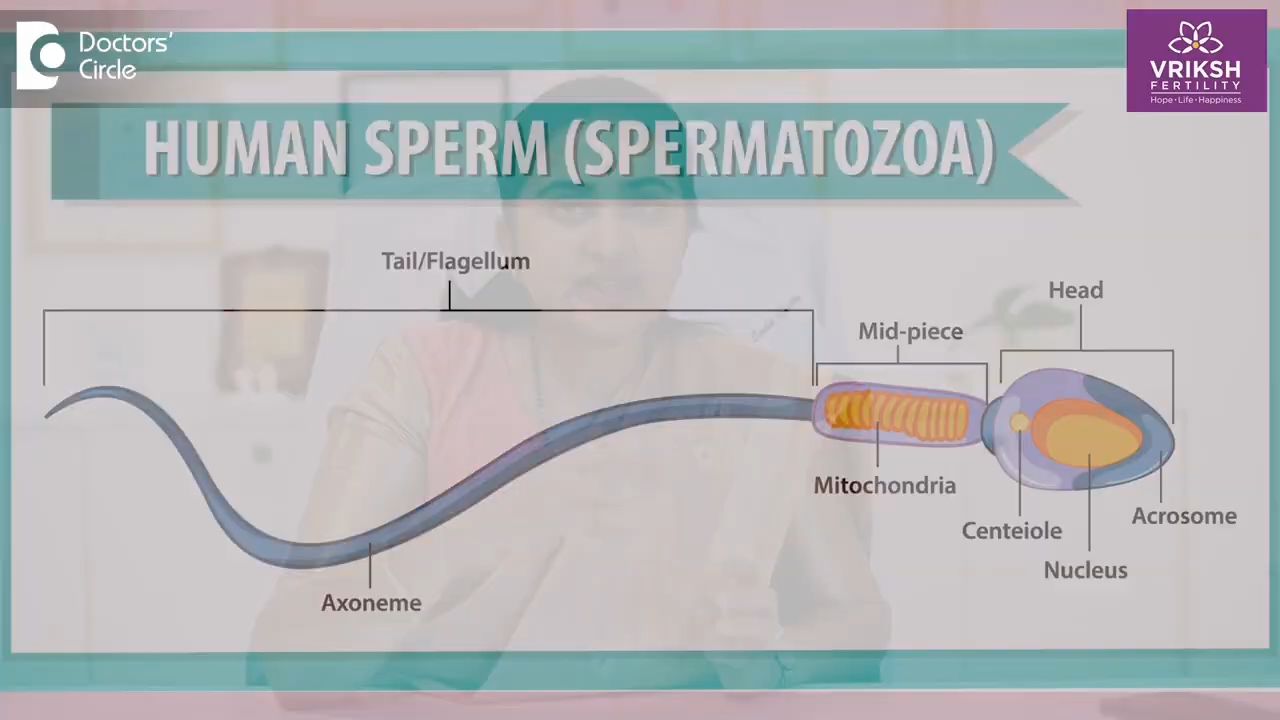 Doctors'
Circle
VRIKSH
FERTILITY
Hope • Life • Happiness
HUMAN SPERM (SPERMATOZOA)
Tail/Flagellum
Head
Mid-piece
Mitochondria
Acrosome
Centeiole
Nucleus
Axoneme